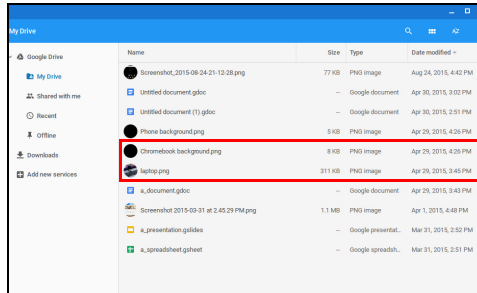 My Drive
Google Drive
My Drive
Shared with me
Recent
Offline
Downloads
Add new services
Name Size Type Date modified
Screenshot_2015-08-24-21-12-28.png 77 KB PNG image Aug 24, 2015, 4:42 PM
Untitled document.gdoc -- Google document Apr 30, 2015, 3:02 PM
Untitled document (1).gdoc -- Google document Apr 30, 2015, 2:51 PM
Phone background.png 5 KB PNG image Apr 29, 2015, 4:26 PM
Chromebook background.png 8 KB PNG image Apr 29, 2015, 4:26 PM
laptop.png 311 KB PNG image Apr 29, 2015, 3:45 PM
a_document.gdoc -- Google document Apr 29, 2015, 3:43 PM
Screenshot 2015-03-31 at 2.45.29 PM.png 1.1 MB PNG image Apr 1, 2015, 4:48 PM
a_presentation.gslides -- Google presentat... Mar 31, 2015, 2:52 PM
a_spreadsheet.gsheet -- Google spreadsh... Mar 31, 2015, 2:51 PM